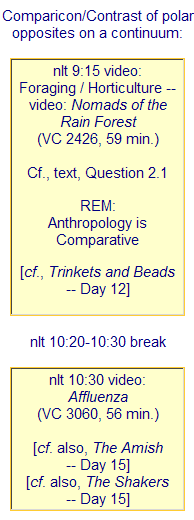 Comparicon/Contrast of polar
opposites on a continuum:
nlt 9:15 video:
Foraging / Horticulture --
video: Nomads of the
Rain Forest
(VC 2426, 59 min.)
Cf., text, Question 2.1
REM:
Anthropology is
Comparative
[cf., Trinkets and Beads
-- Day 12]
nlt 10:20-10:30 break
nlt 10:30 video:
Affluenza
(VC 3060, 56 min.)
[cf. also, The Amish
-- Day 15]
[cf. also, The Shakers
-- Day 15]